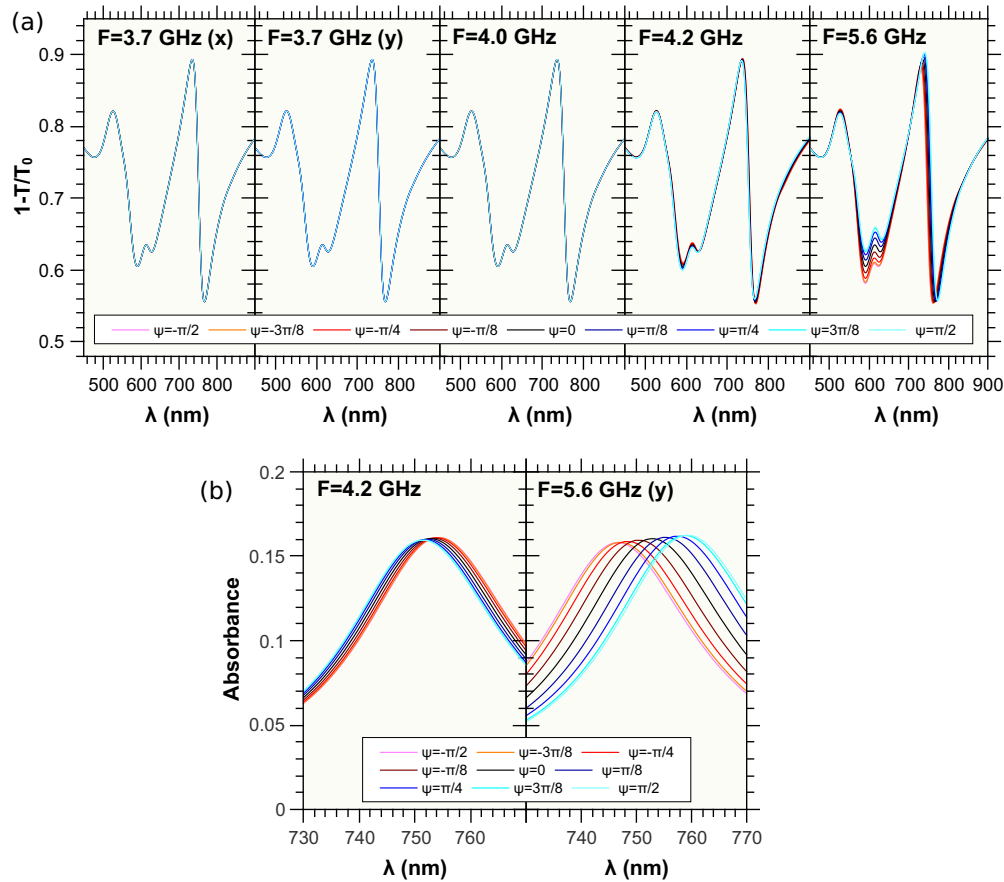 (a)
F=3.7 GHz (x) F=3.7 GHz (y) F=4.0 GHz F=4.2 GHz F=5.6 GHz
1-T/T₀
0.9
0.8
0.7
0.6
0.5
ψ=-π/2 ψ=-3π/8 ψ=-π/4 ψ=-π/8 ψ=0 ψ=π/8 ψ=π/4 ψ=3π/8 ψ=π/2
500 600 700 800 500 600 700 800 500 600 700 800 500 600 700 800 500 600 700 800 900
λ (nm) λ (nm) λ (nm) λ (nm) λ (nm)
(b)
F=4.2 GHz F=5.6 GHz (y)
Absorbance
0.2
0.15
0.1
0.05
0
ψ=-π/2 ψ=-3π/8 ψ=-π/4
ψ=-π/8 ψ=0 ψ=π/8
ψ=π/4 ψ=3π/8 ψ=π/2
730 740 750 760 740 750 760 770
λ (nm) λ (nm)